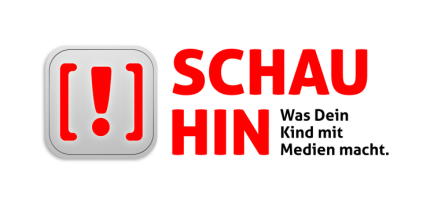 [!]
SCHAU
HIN
Was Dein
Kind mit
Medien macht.